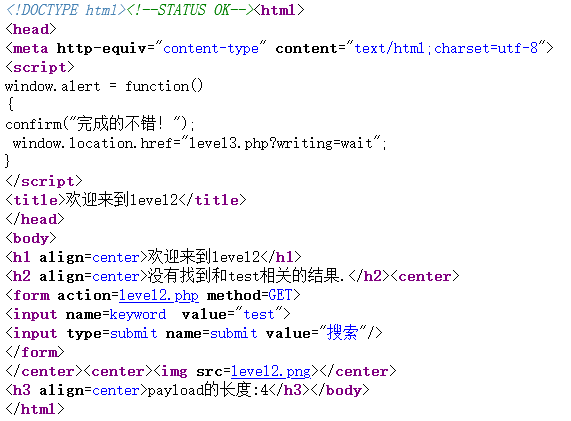 <!DOCTYPE html><!--STATUS OK--><html>
<head>
<meta http-equiv="content-type" content="text/html;charset=utf-8">
<script>
window.alert = function()
{
confirm("完成的不错！");
 window.location.href="level3.php?writing=wait";
}
</script>
<title>欢迎来到level2</title>
</head>
<body>
<h1 align=center>欢迎来到level2</h1>
<h2 align=center>没有找到和test相关的结果.</h2><center>
<form action=level2.php method=GET>
<input name=keyword  value="test">
<input type=submit name=submit value="搜索"/>
</form>
</center><center><img src=level2.png></center>
<h3 align=center>payload的长度:4</h3></body>
</html>